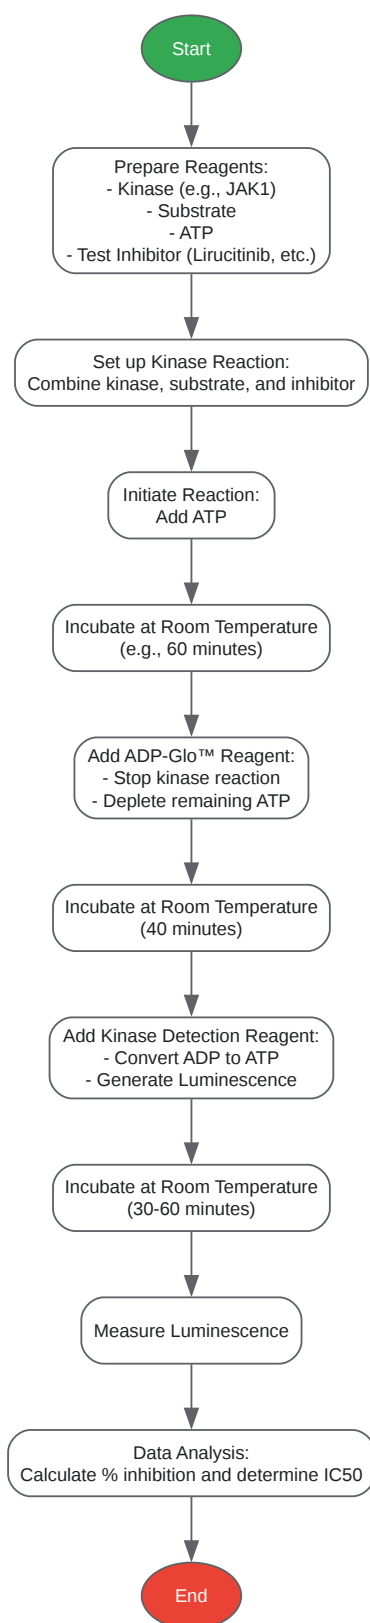 Start
Prepare Reagents:
- Kinase (e.g., JAK1)
- Substrate
- ATP
- Test Inhibitor (Lirucitinib, etc.)
Set up Kinase Reaction:
Combine kinase, substrate, and inhibitor
Initiate Reaction:
Add ATP
Incubate at Room Temperature
(e.g., 60 minutes)
Add ADP-Glo™ Reagent:
- Stop kinase reaction
- Deplete remaining ATP
Incubate at Room Temperature
(40 minutes)
Add Kinase Detection Reagent:
- Convert ADP to ATP
- Generate Luminescence
Incubate at Room Temperature
(30-60 minutes)
Measure Luminescence
Data Analysis:
Calculate % inhibition and determine IC50
End